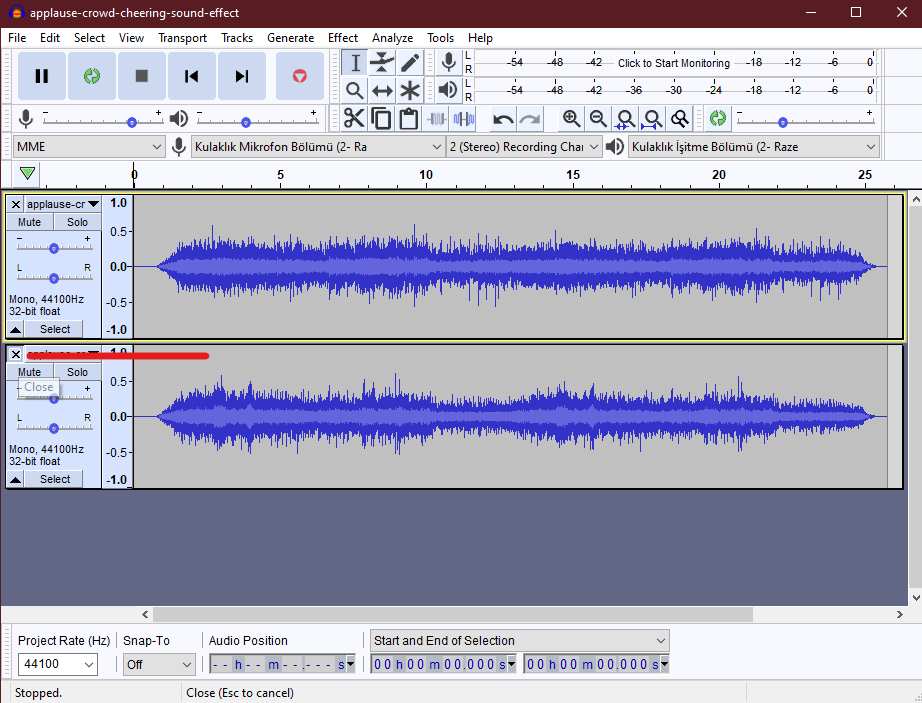 applause-crowd-cheering-sound-effect
File Edit Select View Transport Tracks Generate Effect Analyze Tools Help
L -54 -48 -42 Click to Start Monitoring -18 -12 -6 0
R
L -54 -48 -42 -36 -30 -24 -18 -12 -6 0
R
- + - + - +
MME Kulaklık Mikrofon Bölümü (2- Ra 2 (Stereo) Recording Chai Kulaklık İşitme Bölümü (2- Raze
0 5 10 15 20 25
applause-cr 1.0
Mute Solo
- + 0.5
L R 0.0
Mono, 44100Hz -0.5
32-bit float
Select -1.0
applause-cr 1.0
Mute Solo
Close
- + 0.5
L R 0.0
Mono, 44100Hz -0.5
32-bit float
Select -1.0
Project Rate (Hz) Snap-To Audio Position Start and End of Selection
44100 Off - - h - - m - - . - - - s 00 h 00 m 00.000 s 00 h 00 m 00.000 s
Stopped. Close (Esc to cancel)